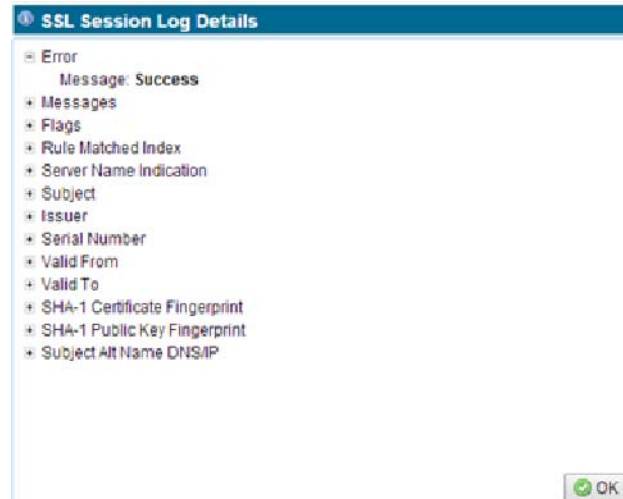 SSL Session Log Details
Error
Message: Success
Messages
Flags
Rule Matched Index
Server Name Indication
Subject
Issuer
Serial Number
Valid From
Valid To
SHA-1 Certificate Fingerprint
SHA-1 Public Key Fingerprint
Subject Alt Name DNS/IP
OK